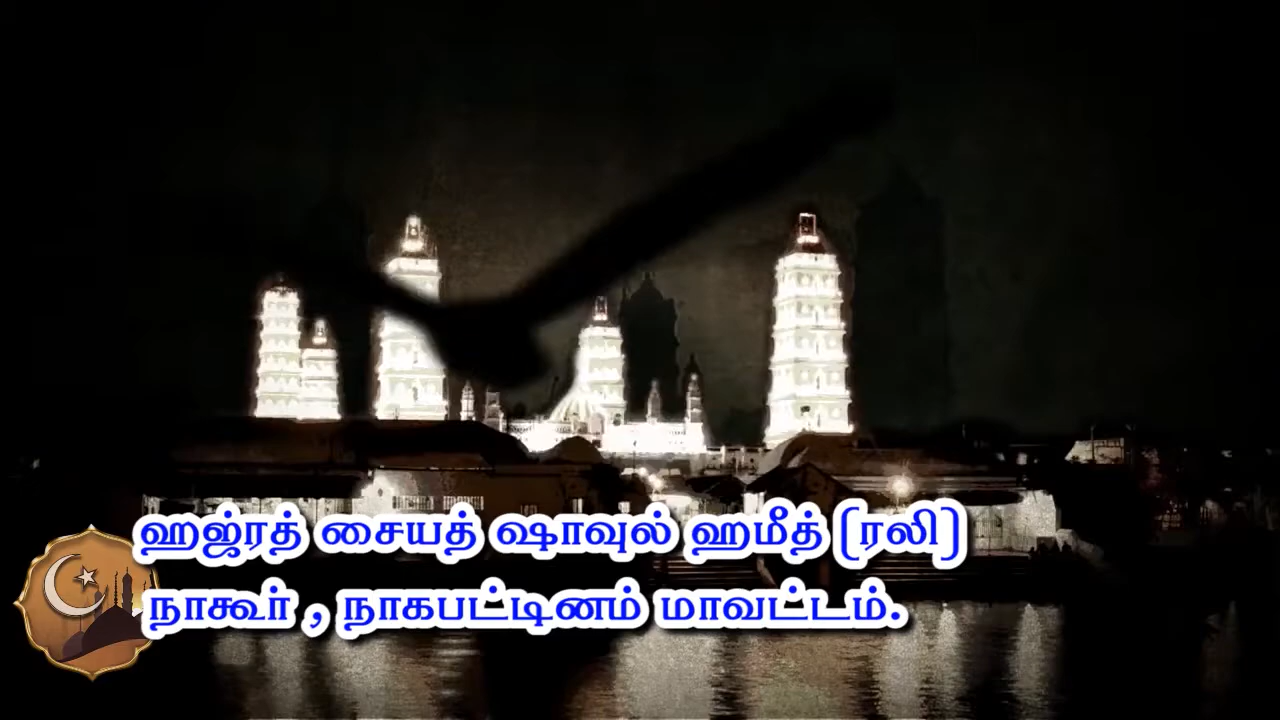 ஹஜ்ரத் சையத் ஷாவுல் ஹமீத் (ரலி)
நாகூர் , நாகபட்டினம் மாவட்டம்.